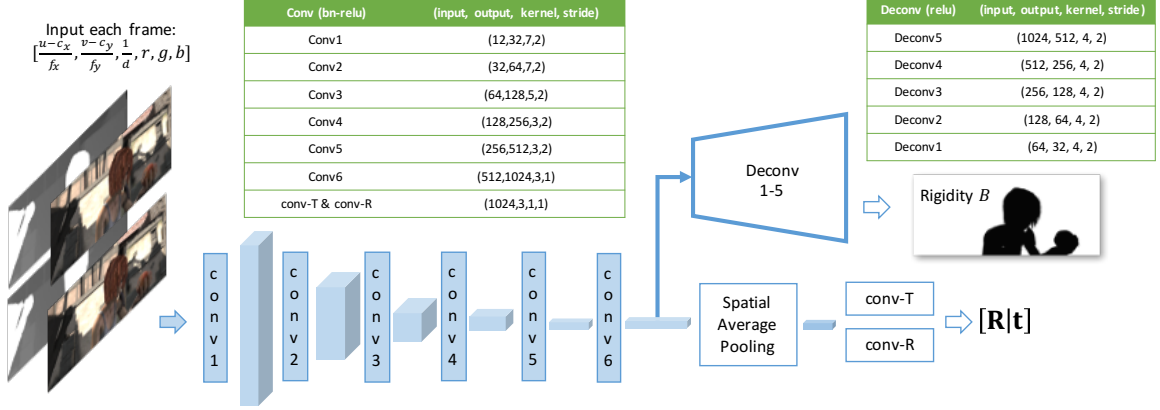 Input each frame:
[\frac{u-c_x}{f_x}, \frac{v-c_y}{f_y}, \frac{1}{d}, r, g, b]
Conv (bn-relu) (input, output, kernel, stride)
Conv1 (12,32,7,2)
Conv2 (32,64,7,2)
Conv3 (64,128,5,2)
Conv4 (128,256,3,2)
Conv5 (256,512,3,2)
Conv6 (512,1024,3,1)
conv-T & conv-R (1024,3,1,1)
Deconv (relu) (input, output, kernel, stride)
Deconv5 (1024, 512, 4, 2)
Deconv4 (512, 256, 4, 2)
Deconv3 (256, 128, 4, 2)
Deconv2 (128, 64, 4, 2)
Deconv1 (64, 32, 4, 2)
Deconv
1-5
Rigidity B
conv1
conv2
conv3
conv4
conv5
conv6
Spatial
Average
Pooling
conv-T
conv-R
[R|t]